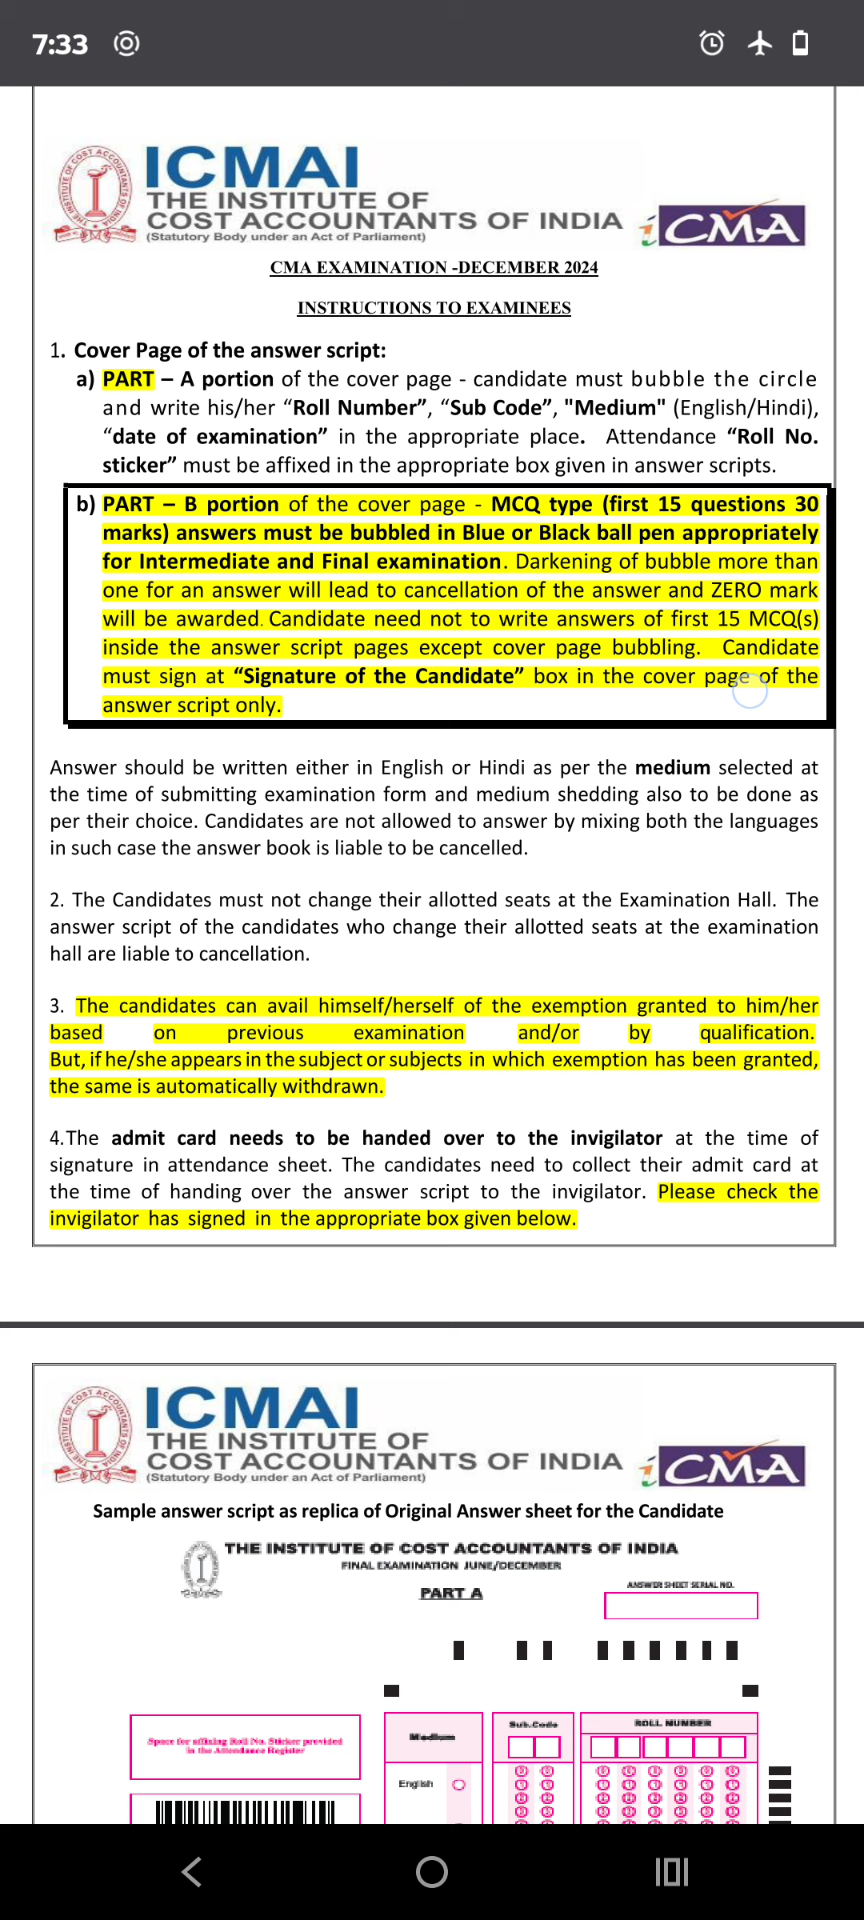 7:33
ICMAI
THE INSTITUTE OF
COST ACCOUNTANTS OF INDIA
(Statutory Body under an Act of Parliament)
iCMA
CMA EXAMINATION -DECEMBER 2024
INSTRUCTIONS TO EXAMINEES
1. Cover Page of the answer script:
a) PART – A portion of the cover page - candidate must bubble the circle
and write his/her “Roll Number”, “Sub Code”, "Medium" (English/Hindi),
“date of examination” in the appropriate place. Attendance “Roll No.
sticker” must be affixed in the appropriate box given in answer scripts.
b) PART – B portion of the cover page - MCQ type (first 15 questions 30
marks) answers must be bubbled in Blue or Black ball pen appropriately
for Intermediate and Final examination. Darkening of bubble more than
one for an answer will lead to cancellation of the answer and ZERO mark
will be awarded. Candidate need not to write answers of first 15 MCQ(s)
inside the answer script pages except cover page bubbling. Candidate
must sign at “Signature of the Candidate” box in the cover page of the
answer script only.
Answer should be written either in English or Hindi as per the medium selected at
the time of submitting examination form and medium shedding also to be done as
per their choice. Candidates are not allowed to answer by mixing both the languages
in such case the answer book is liable to be cancelled.
2. The Candidates must not change their allotted seats at the Examination Hall. The
answer script of the candidates who change their allotted seats at the examination
hall are liable to cancellation.
3. The candidates can avail himself/herself of the exemption granted to him/her
based on previous examination and/or by qualification.
But, if he/she appears in the subject or subjects in which exemption has been granted,
the same is automatically withdrawn.
4.The admit card needs to be handed over to the invigilator at the time of
signature in attendance sheet. The candidates need to collect their admit card at
the time of handing over the answer script to the invigilator. Please check the
invigilator has signed in the appropriate box given below.
ICMAI
THE INSTITUTE OF
COST ACCOUNTANTS OF INDIA
(Statutory Body under an Act of Parliament)
iCMA
Sample answer script as replica of Original Answer sheet for the Candidate
THE INSTITUTE OF COST ACCOUNTANTS OF INDIA
FINAL EXAMINATION JUNE/DECEMBER
PART A
ANSWER SHEET SERIAL NO.
Space for affixing Roll No. Sticker provided
in the Attendance Register
Medium
Sub.Code
ROLL NUMBER
English